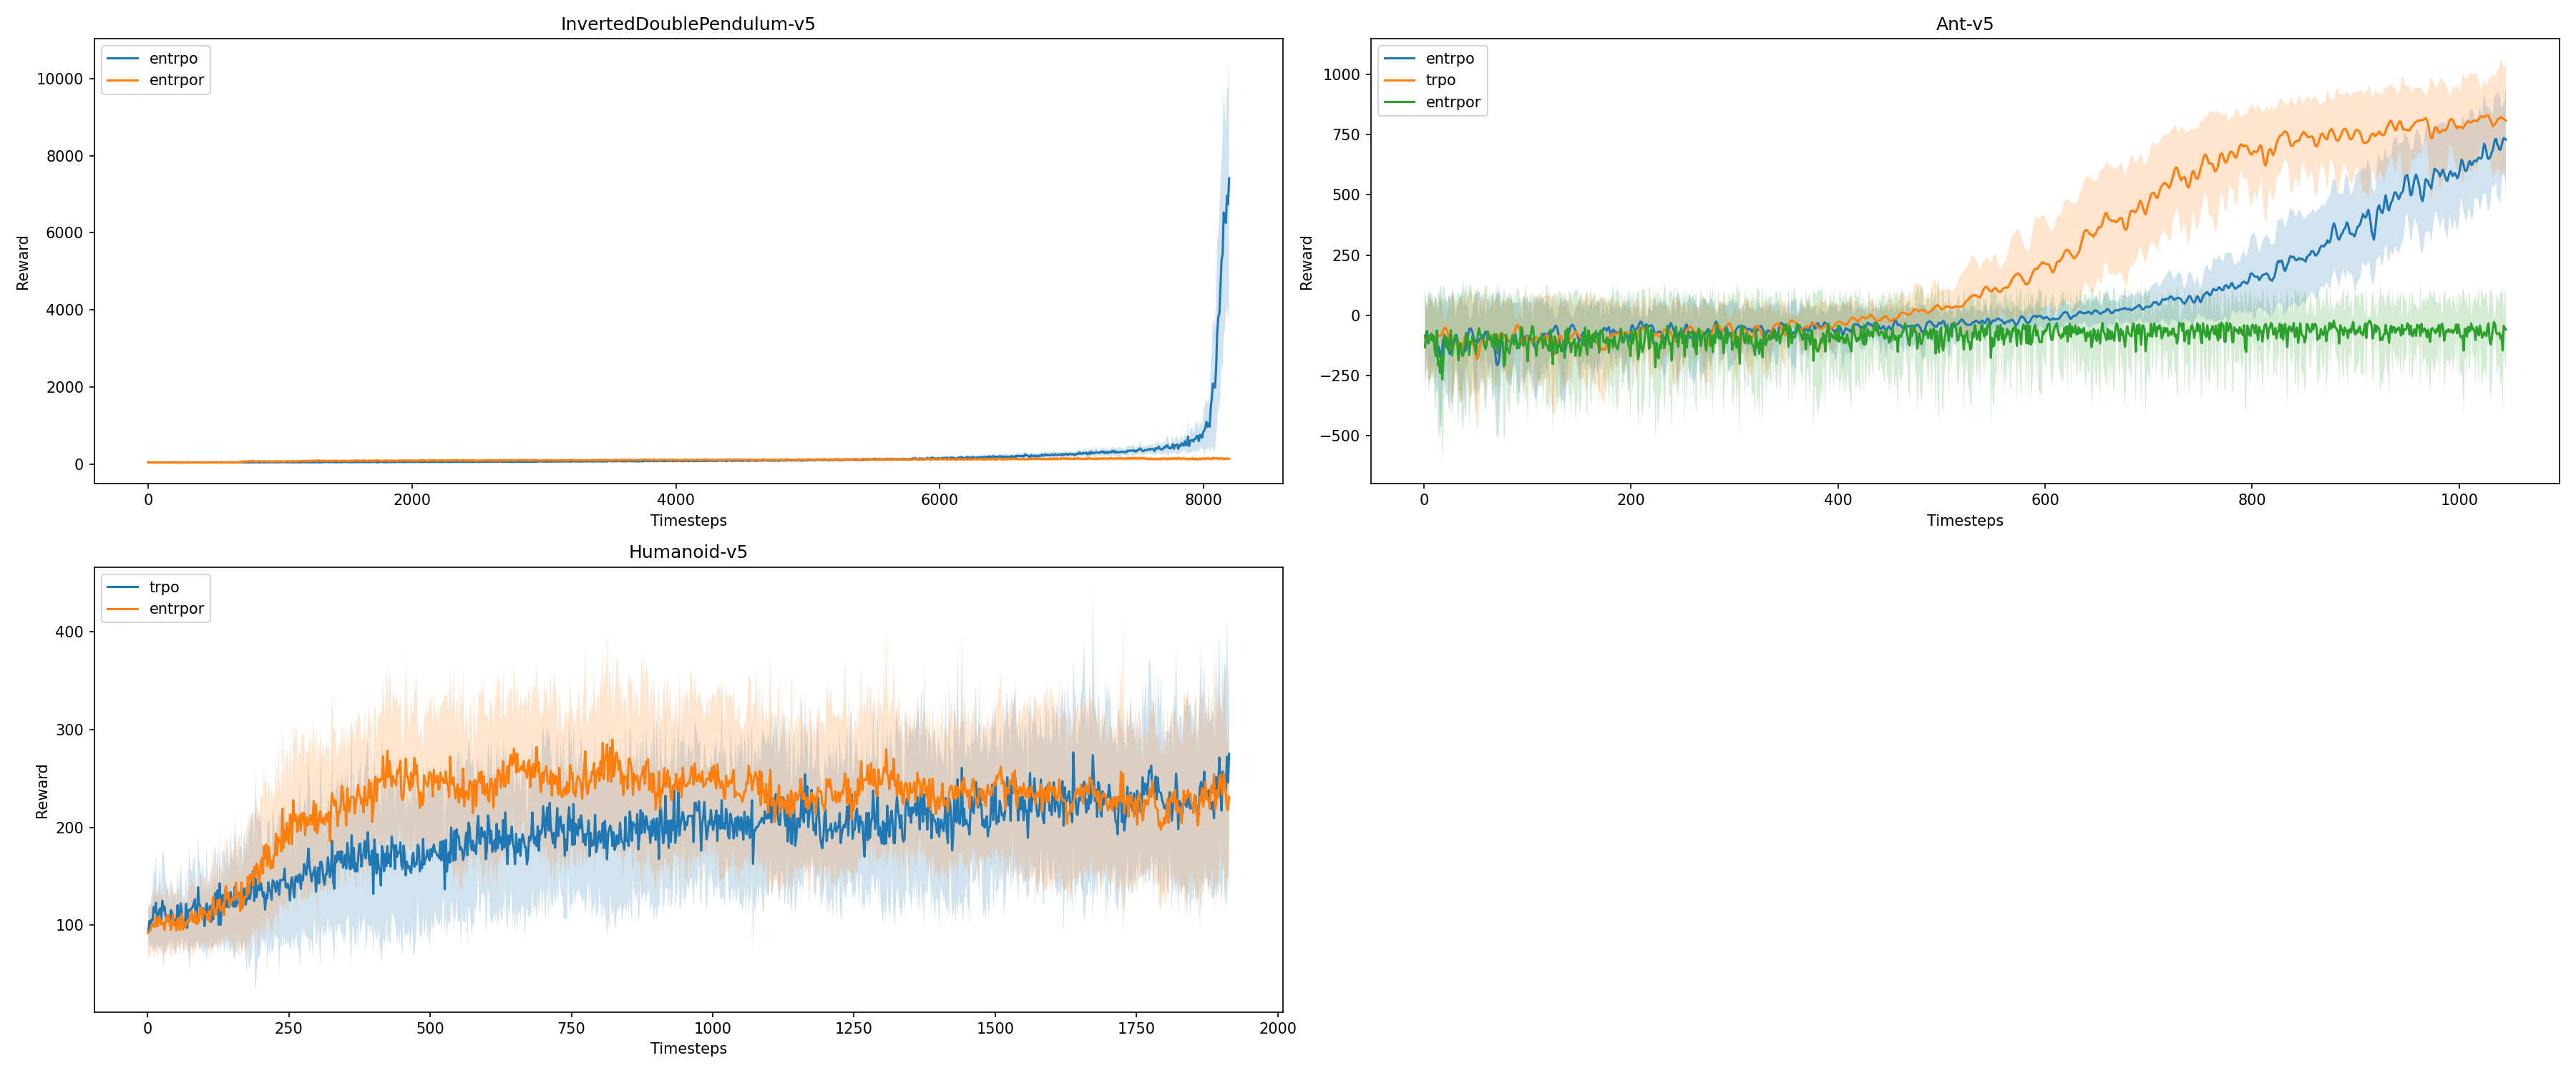 InvertedDoublePendulum-v5
entrpo
entrpor
10000
8000
6000
4000
2000
0
Reward
0 2000 4000 6000 8000
Timesteps
Ant-v5
entrpo
trpo
entrpor
1000
750
500
250
0
−250
−500
Reward
0 200 400 600 800 1000
Timesteps
Humanoid-v5
trpo
entrpor
400
300
200
100
Reward
0 250 500 750 1000 1250 1500 1750 2000
Timesteps